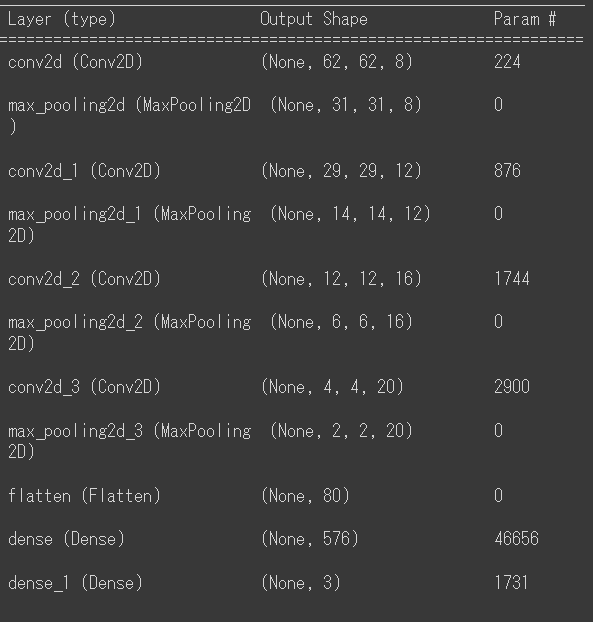 Layer (type) Output Shape Param #
=================================================================
conv2d (Conv2D) (None, 62, 62, 8) 224
max_pooling2d (MaxPooling2D (None, 31, 31, 8) 0
)
conv2d_1 (Conv2D) (None, 29, 29, 12) 876
max_pooling2d_1 (MaxPooling (None, 14, 14, 12) 0
2D)
conv2d_2 (Conv2D) (None, 12, 12, 16) 1744
max_pooling2d_2 (MaxPooling (None, 6, 6, 16) 0
2D)
conv2d_3 (Conv2D) (None, 4, 4, 20) 2900
max_pooling2d_3 (MaxPooling (None, 2, 2, 20) 0
2D)
flatten (Flatten) (None, 80) 0
dense (Dense) (None, 576) 46656
dense_1 (Dense) (None, 3) 1731